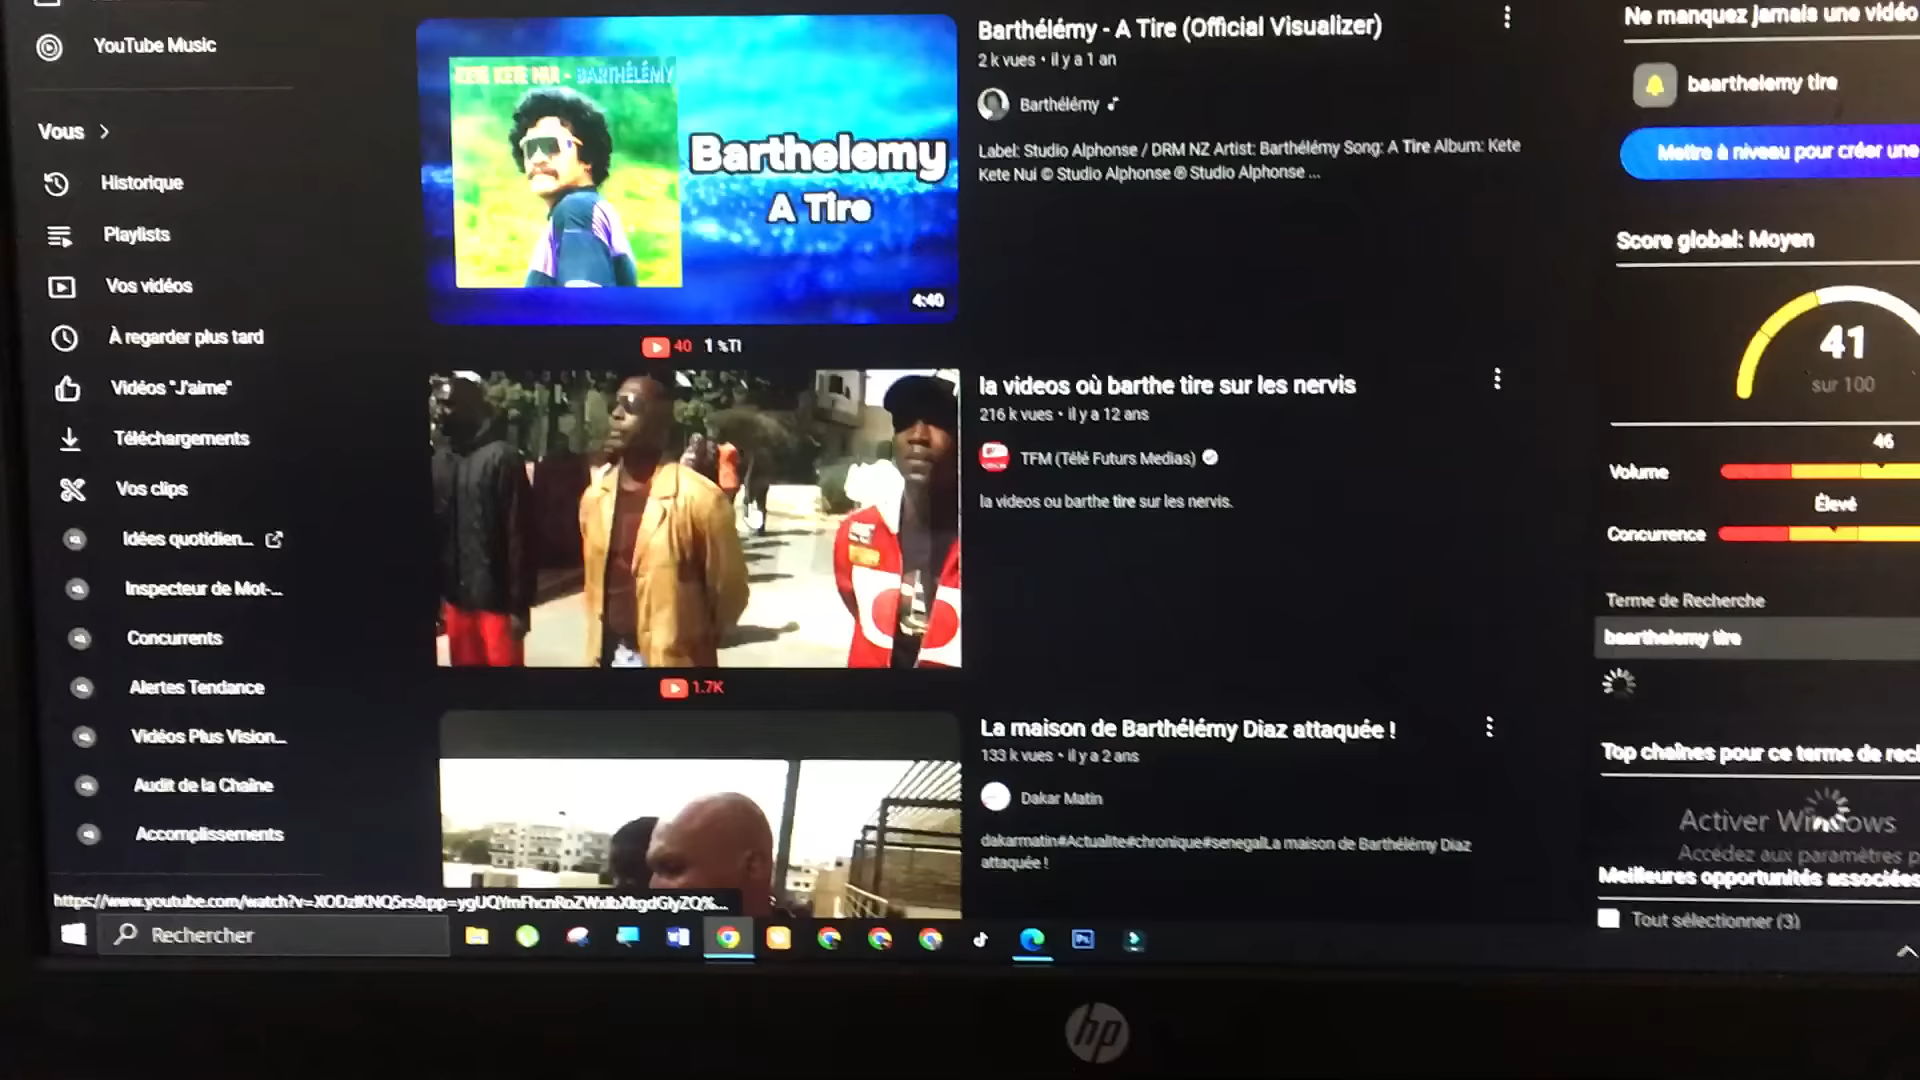 YouTube Music
Vous
Historique
Playlists
Vos vidéos
À regarder plus tard
Vidéos "J'aime"
Téléchargements
Vos clips
Idées quotidien...
Inspecteur de Mot-...
Concurrents
Alertes Tendance
Vidéos Plus Vision...
Audit de la Chaîne
Accomplissements
KETE KETE NUI - BARTHÉLÉMY
Barthelemy
A Tire
4:40
40 1 %TI
Barthélémy - A Tire (Official Visualizer)
2 k vues • il y a 1 an
Barthélémy
Label: Studio Alphonse / DRM NZ Artist: Barthélémy Song: A Tire Album: Kete
Kete Nui © Studio Alphonse ℗ Studio Alphonse ...
la videos où barthe tire sur les nervis
216 k vues • il y a 12 ans
TFM (Télé Futurs Medias)
la videos ou barthe tire sur les nervis.
1.7K
La maison de Barthélémy Diaz attaquée !
133 k vues • il y a 2 ans
Dakar Matin
dakarmatin#Actualite#chronique#senegalLa maison de Barthélémy Diaz
attaquée !
Ne manquez jamais une vidéo
baarthelemy tire
Mettre à niveau pour créer une
Score global: Moyen
41
sur 100
46
Volume
Élevé
Concurrence
Terme de Recherche
baarthelemy tire
Top chaînes pour ce terme de rec
Activer Windows
Accédez aux paramètres p
Meilleures opportunités associées
Tout sélectionner (3)
Rechercher
Ps
hp